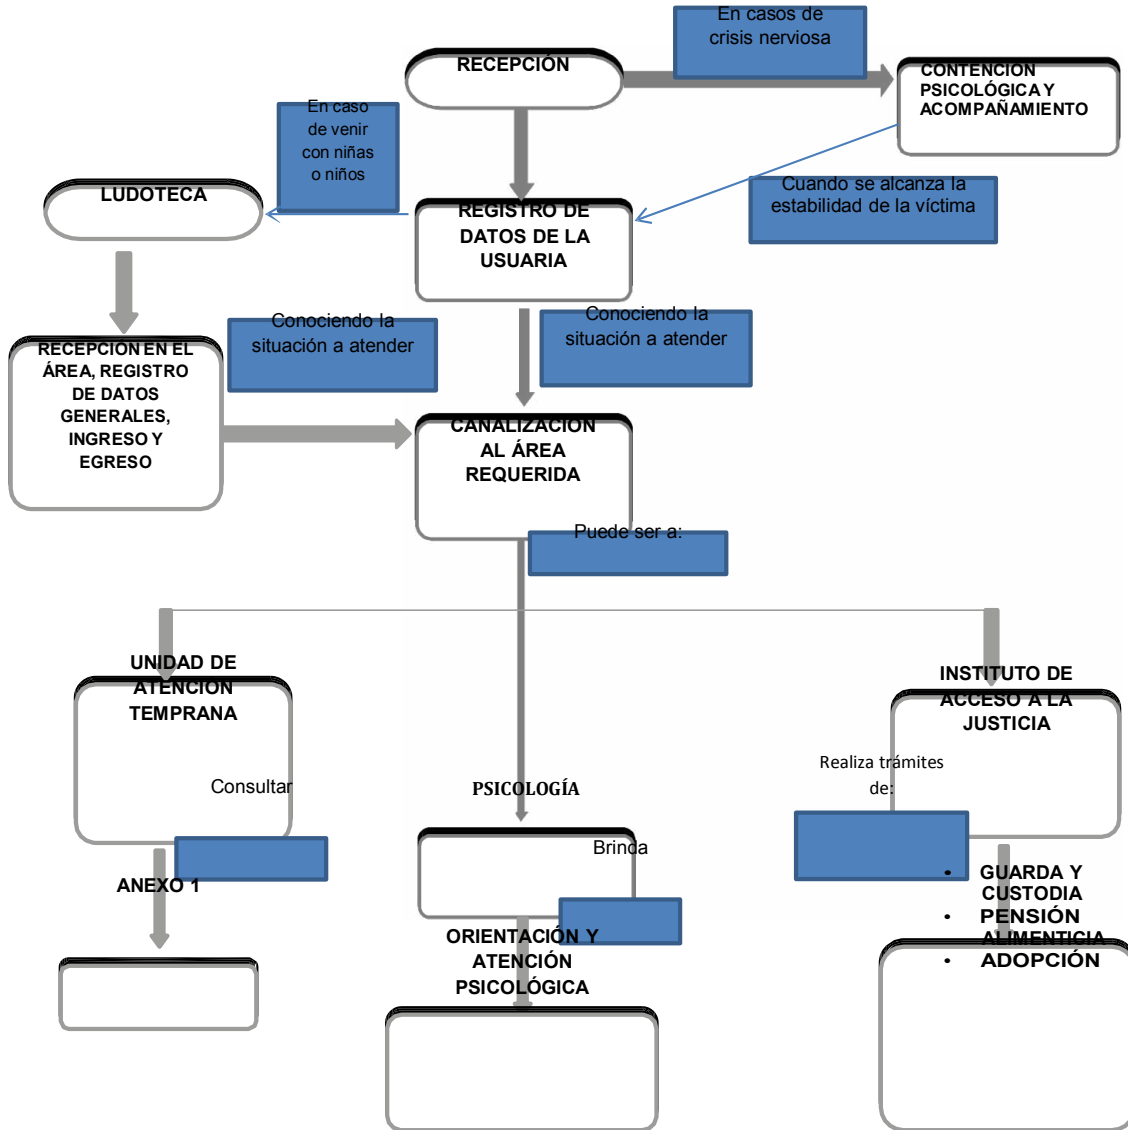 En casos de
crisis nerviosa
RECEPCIÓN
CONTENCION
PSICOLÓGICA Y
ACOMPAÑAMIENTO
En caso
de venir
con niñas
o niños
LUDOTECA
Cuando se alcanza la
estabilidad de la víctima
REGISTRO DE
DATOS DE LA
USUARIA
Conociendo la
situación a atender
Conociendo la
situación a atender
RECEPCIÓN EN EL
ÁREA, REGISTRO
DE DATOS
GENERALES,
INGRESO Y
EGRESO
CANALIZACION
AL ÁREA
REQUERIDA
Puede ser a:
UNIDAD DE
ATENCION
TEMPRANA
INSTITUTO DE
ACCESO A LA
JUSTICIA
Consultar
PSICOLOGÍA
Realiza trámites
de:
Brinda
ANEXO 1
• GUARDA Y
CUSTODIA
• PENSIÓN
ALIMENTICIA
• ADOPCIÓN
ORIENTACIÓN Y
ATENCIÓN
PSICOLÓGICA